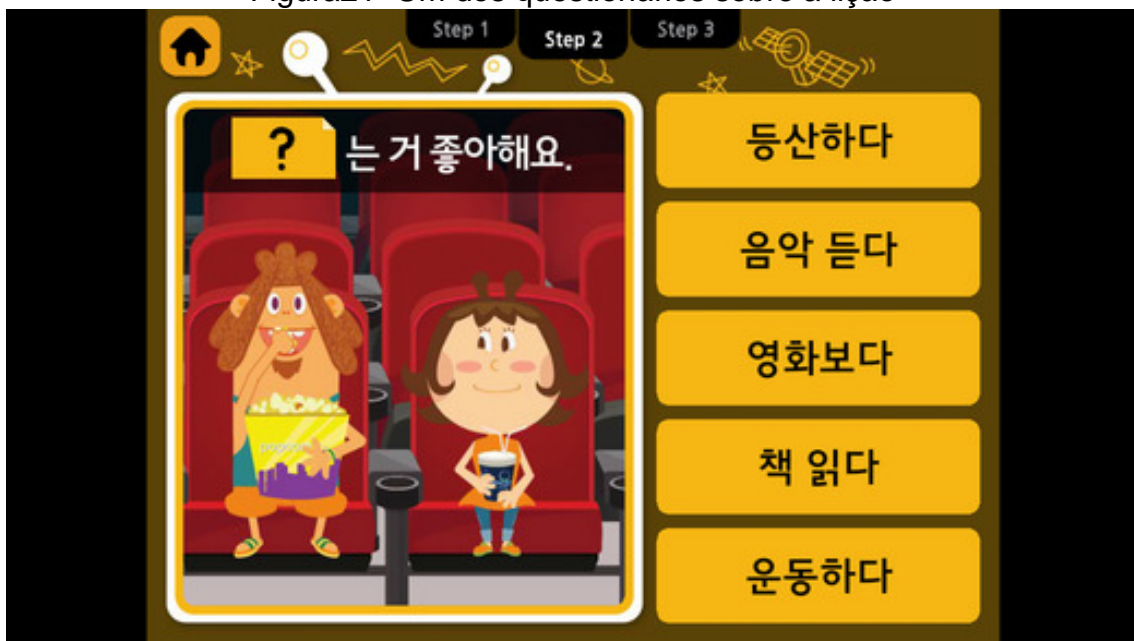 Step 1
Step 2
Step 3
? 는 거 좋아해요.
등산하다
음악 듣다
영화보다
책 읽다
운동하다